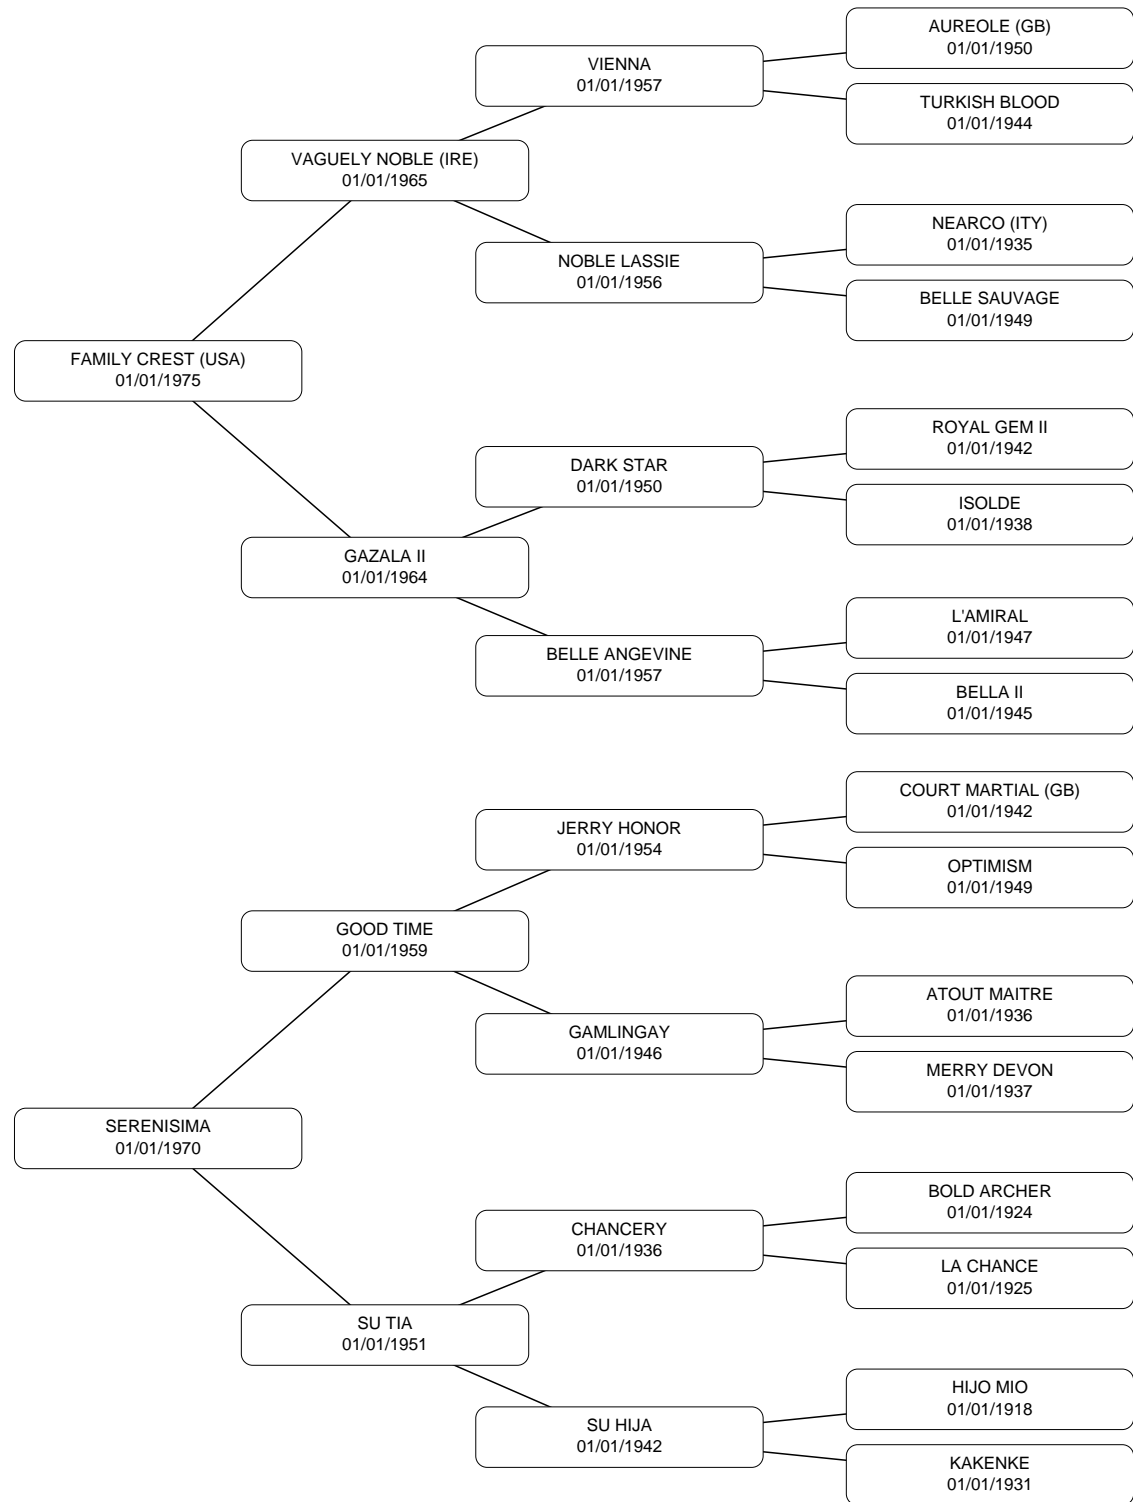 AUREOLE (GB)
01/01/1950
VIENNA
01/01/1957
TURKISH BLOOD
01/01/1944
VAGUELY NOBLE (IRE)
01/01/1965
NEARCO (ITY)
01/01/1935
NOBLE LASSIE
01/01/1956
BELLE SAUVAGE
01/01/1949
FAMILY CREST (USA)
01/01/1975
ROYAL GEM II
01/01/1942
DARK STAR
01/01/1950
ISOLDE
01/01/1938
GAZALA II
01/01/1964
L'AMIRAL
01/01/1947
BELLE ANGEVINE
01/01/1957
BELLA II
01/01/1945
COURT MARTIAL (GB)
01/01/1942
JERRY HONOR
01/01/1954
OPTIMISM
01/01/1949
GOOD TIME
01/01/1959
ATOUT MAITRE
01/01/1936
GAMLINGAY
01/01/1946
MERRY DEVON
01/01/1937
SERENISIMA
01/01/1970
BOLD ARCHER
01/01/1924
CHANCERY
01/01/1936
LA CHANCE
01/01/1925
SU TIA
01/01/1951
HIJO MIO
01/01/1918
SU HIJA
01/01/1942
KAKENKE
01/01/1931